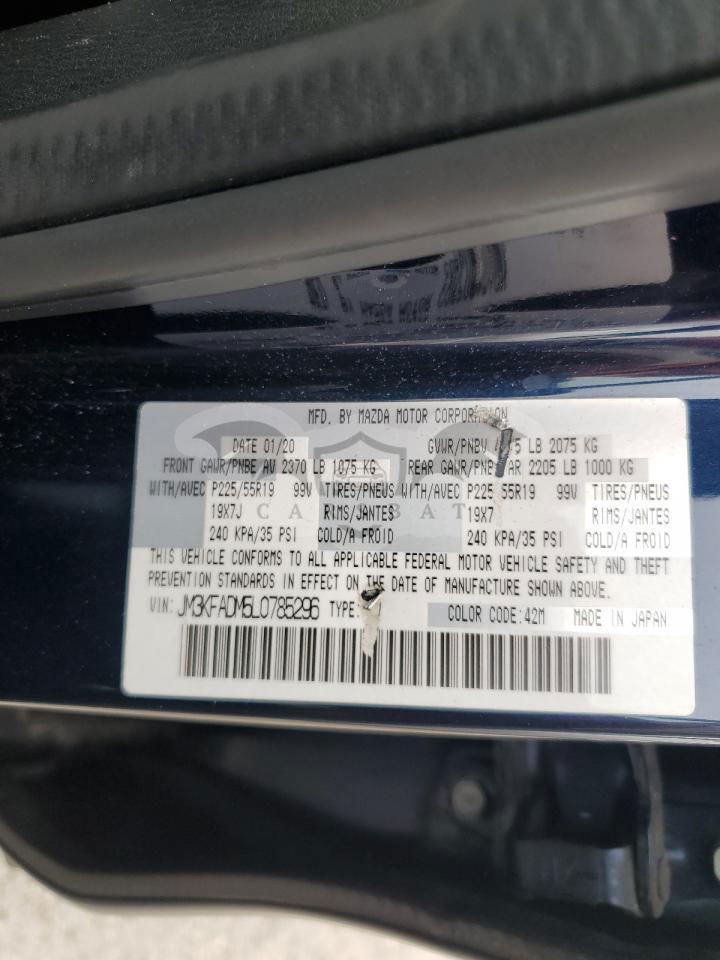 MFD. BY MAZDA MOTOR CORPORATION
DATE 01/20 GVWR/PNBV LB 2075 KG
FRONT GAWR/PNBE AV 2370 LB 1075 KG REAR GAWR/PNBE AR 2205 LB 1000 KG
WITH/AVEC P225/55R19 99V TIRES/PNEUS WITH/AVEC P225 55R19 99V TIRES/PNEUS
19X7J RIMS/JANTES 19X7 RIMS/JANTES
240 KPA/35 PSI COLD/A FROID 240 KPA/35 PSI COLD/A FROID
THIS VEHICLE CONFORMS TO ALL APPLICABLE FEDERAL MOTOR VEHICLE SAFETY AND THEFT
PREVENTION STANDARDS IN EFFECT ON THE DATE OF MANUFACTURE SHOWN ABOVE.
VIN: JM3KFADM5L0785296 TYPE: COLOR CODE:42M MADE IN JAPAN